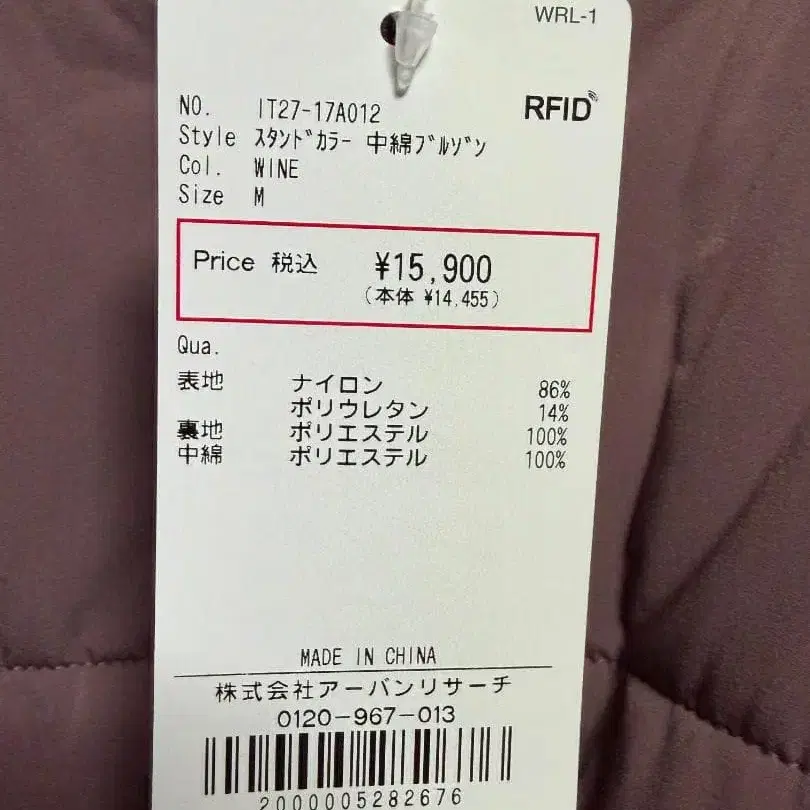 WRL-1
RFID
NO. IT27-17A012
Style ｽﾀﾝﾄﾞｶﾗｰ 中綿ﾌﾞﾙｿﾞﾝ
Col. WINE
Size M
Price 税込 ¥15,900
(本体 ¥14,455)
Qua.
表地 ナイロン 86%
ポリウレタン 14%
裏地 ポリエステル 100%
中綿 ポリエステル 100%
MADE IN CHINA
株式会社アーバンリサーチ
0120-967-013
2000005282676